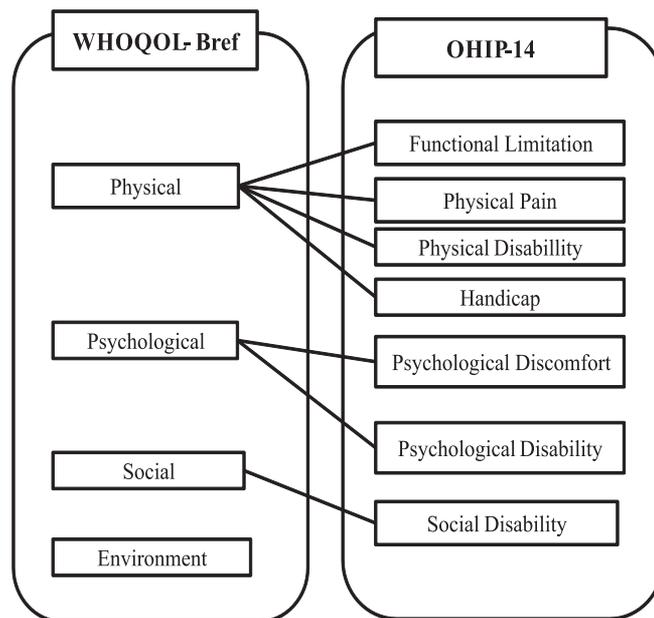 WHOQOL-Bref
Physical
Psychological
Social
Environment
OHIP-14
Functional Limitation
Physical Pain
Physical Disabillity
Handicap
Psychological Discomfort
Psychological Disability
Social Disability